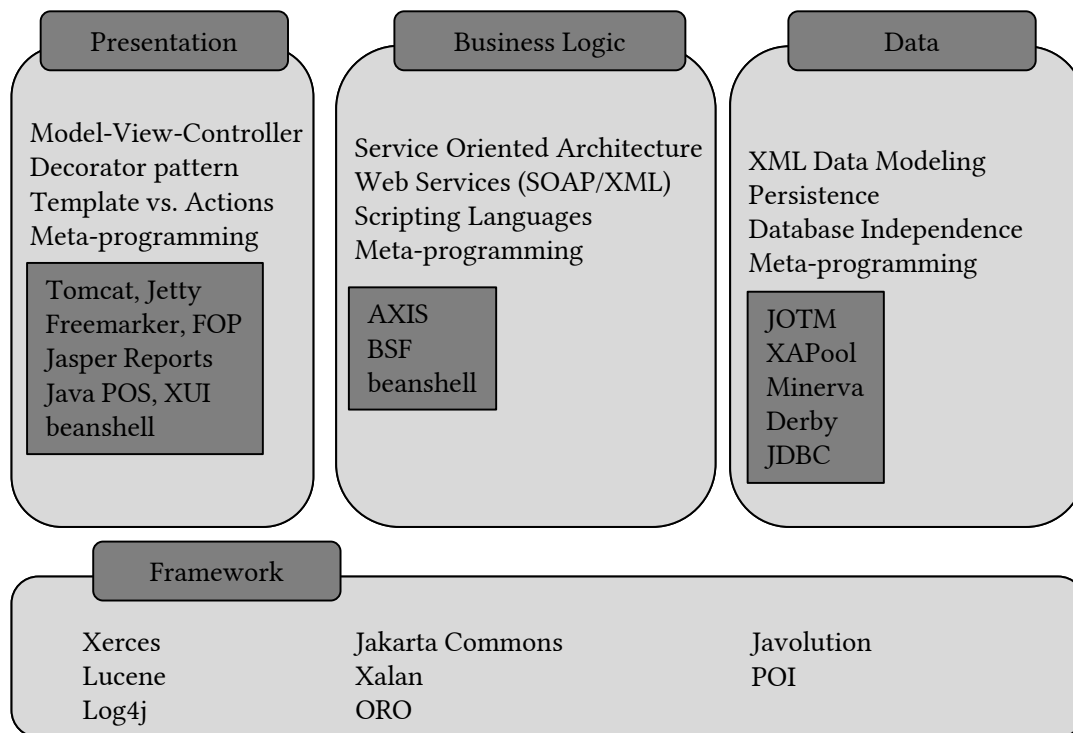 Presentation
Model-View-Controller
Decorator pattern
Template vs. Actions
Meta-programming
Tomcat, Jetty
Freemarker, FOP
Jasper Reports
Java POS, XUI
beanshell
Business Logic
Service Oriented Architecture
Web Services (SOAP/XML)
Scripting Languages
Meta-programming
AXIS
BSF
beanshell
Data
XML Data Modeling
Persistence
Database Independence
Meta-programming
JOTM
XAPool
Minerva
Derby
JDBC
Framework
Xerces
Lucene
Log4j
Jakarta Commons
Xalan
ORO
Javolution
POI